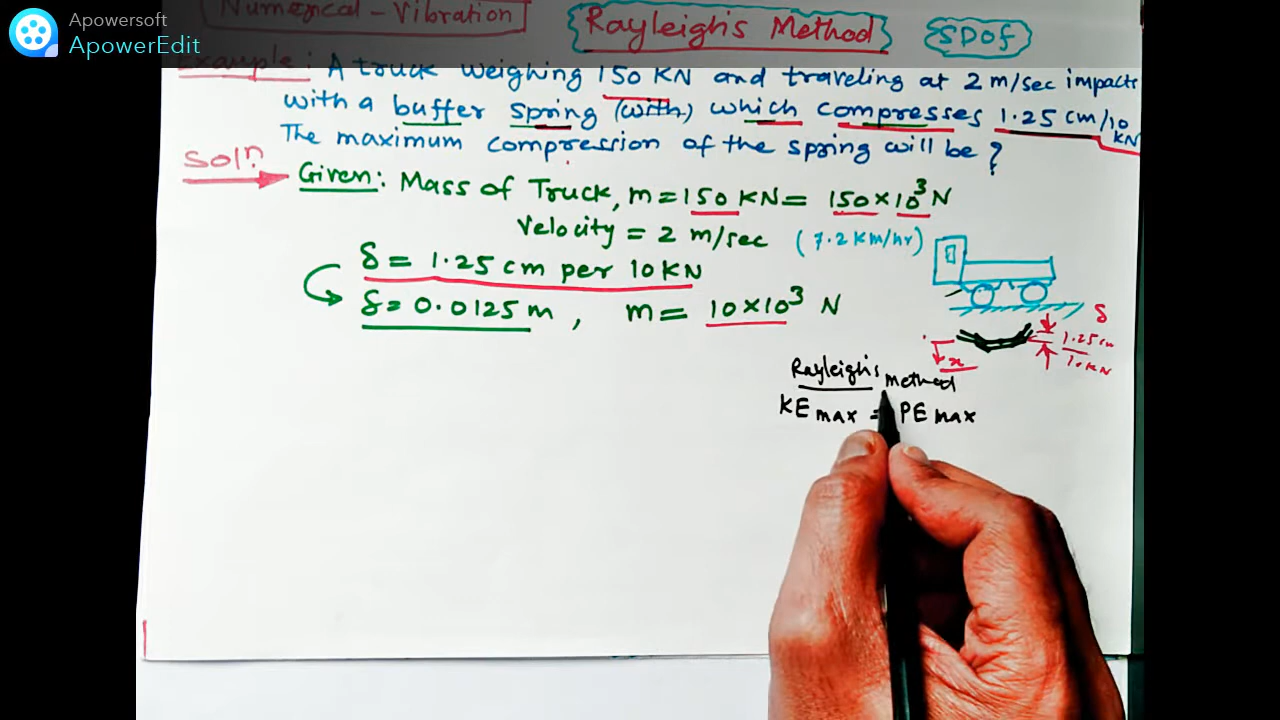 Apowersoft
ApowerEdit
Numerical - Vibration
Rayleigh's Method
SDOF
Example: A truck weighing 150 KN and traveling at 2 m/sec impacts
with a buffer spring (with) which compresses 1.25 cm/10 KN
The maximum compression of the spring will be?
Soln
Given: Mass of Truck, m = 150 KN = 150 × 10³ N
Velocity = 2 m/sec (7.2 Km/hr)
δ = 1.25 cm per 10 KN
δ = 0.0125 m, m = 10×10³ N
δ
1.25 cm
10 KN
x
Rayleigh's Method
KE max = PE max